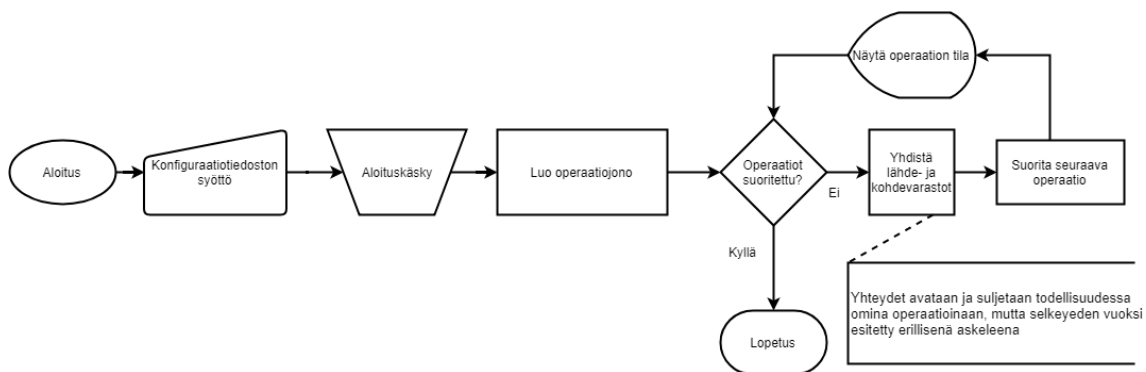 Näytä operaation tila
Aloitus
Konfiguraatiotiedoston
syöttö
Aloituskäsky
Luo operaatiojono
Operaatiot
suoritettu?
Ei
Yhdistä
lähde- ja
kohdevarastot
Suorita seuraava
operaatio
Kyllä
Yhteydet avataan ja suljetaan todellisuudessa
omina operaatioinaan, mutta selkeyeden vuoksi
esitetty erillisenä askeleena
Lopetus